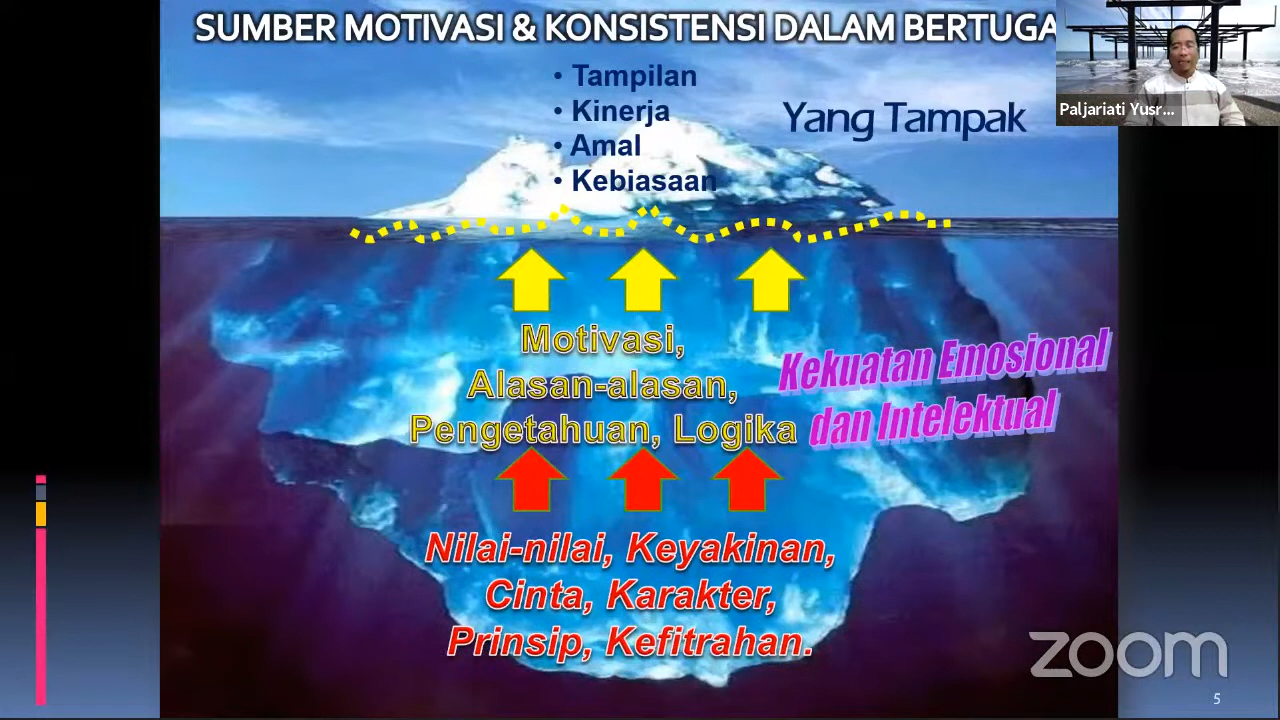 SUMBER MOTIVASI & KONSISTENSI DALAM BERTUGA
• Tampilan
• Kinerja
• Amal
• Kebiasaan
Yang Tampak
Paljariati Yusr...
Motivasi,
Alasan-alasan,
Pengetahuan, Logika
Kekuatan Emosional
dan Intelektual
Nilai-nilai, Keyakinan,
Cinta, Karakter,
Prinsip, Kefitrahan.
zoom
5